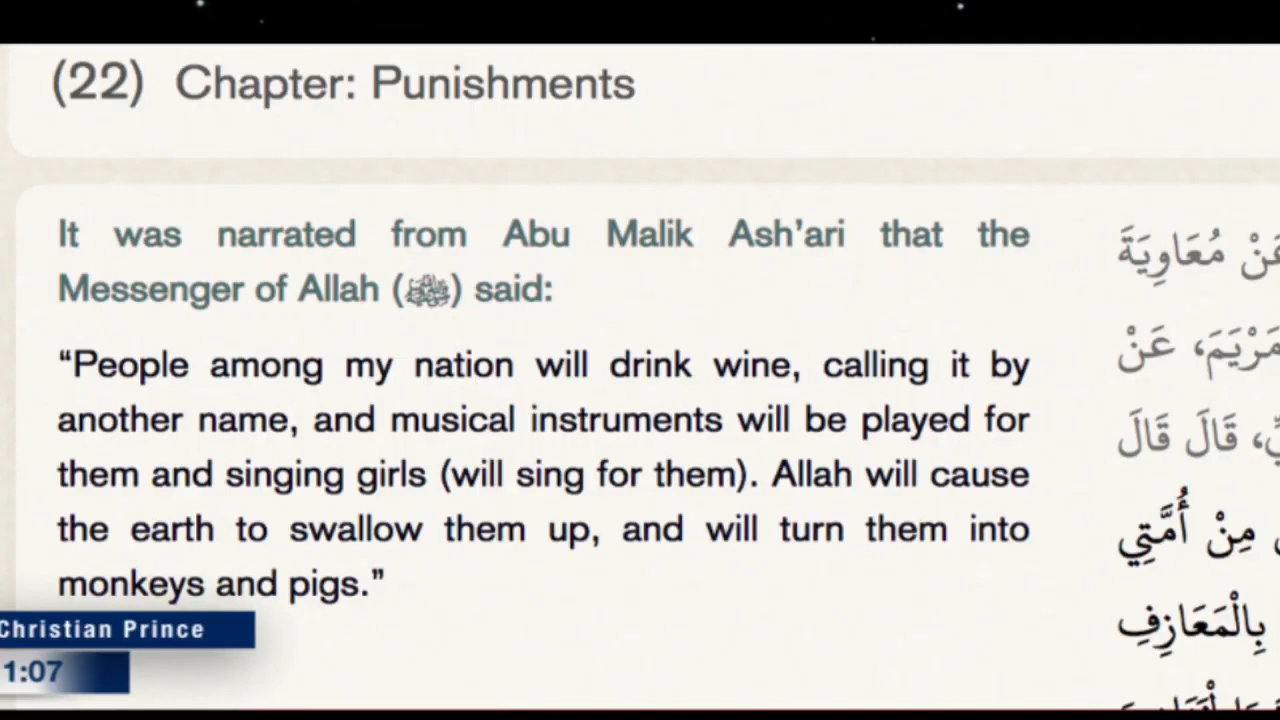 (22) Chapter: Punishments
It was narrated from Abu Malik Ash’ari that the
Messenger of Allah (ﷺ) said:
“People among my nation will drink wine, calling it by
another name, and musical instruments will be played for
them and singing girls (will sing for them). Allah will cause
the earth to swallow them up, and will turn them into
monkeys and pigs.”
عَنْ مُعَاوِيَةَ
مَرْيَمَ، عَنْ
قَالَ قَالَ
مِنْ أُمَّتِي
بِالْمَعَازِفِ
Christian Prince
1:07